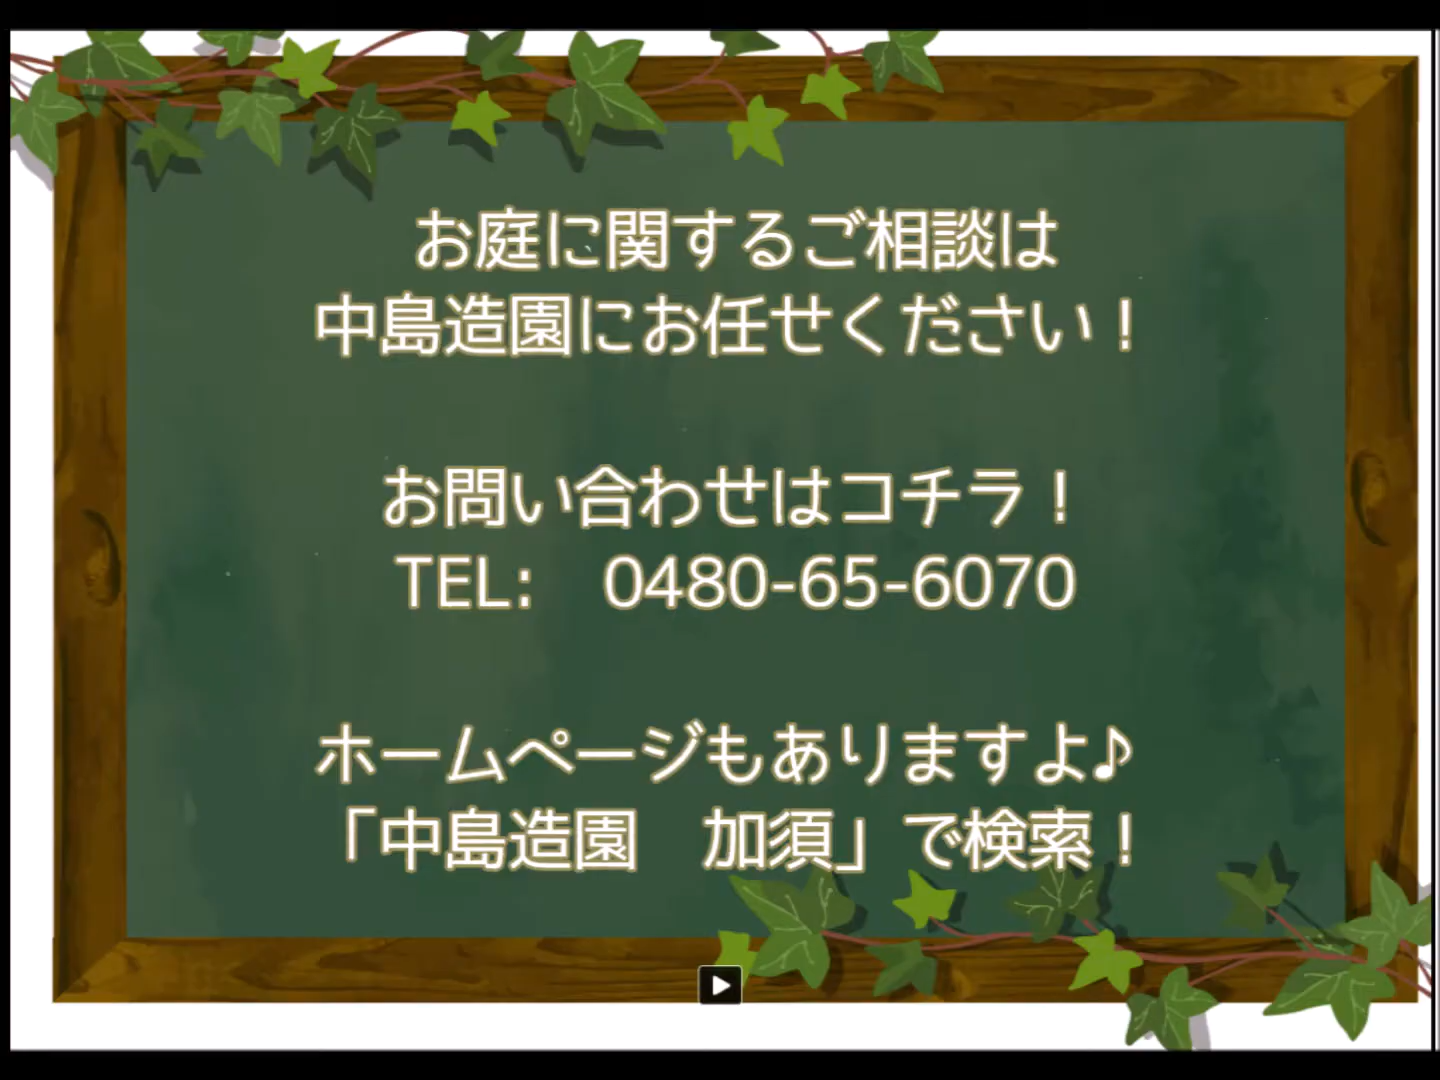 お庭に関するご相談は
中島造園にお任せください！
お問い合わせはコチラ！
TEL:　0480-65-6070
ホームページもありますよ♪
「中島造園　加須」で検索！